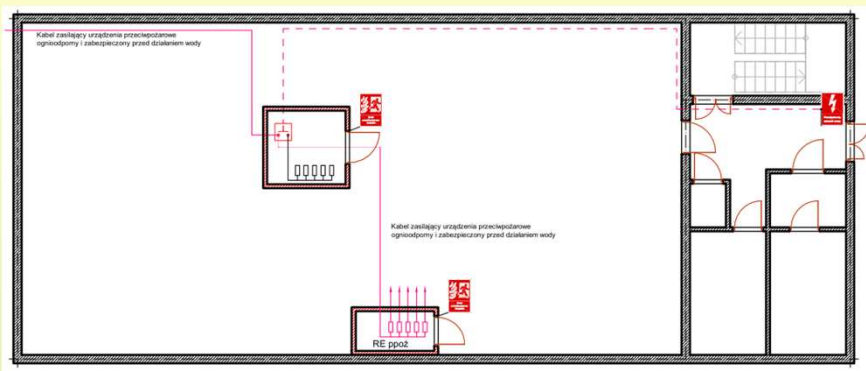 Kabel zasilający urządzenia przeciwpożarowe
ognioodporny i zabezpieczony przed działaniem wody
Kabel zasilający urządzenia przeciwpożarowe
ognioodporny i zabezpieczony przed działaniem wody
RE ppoż